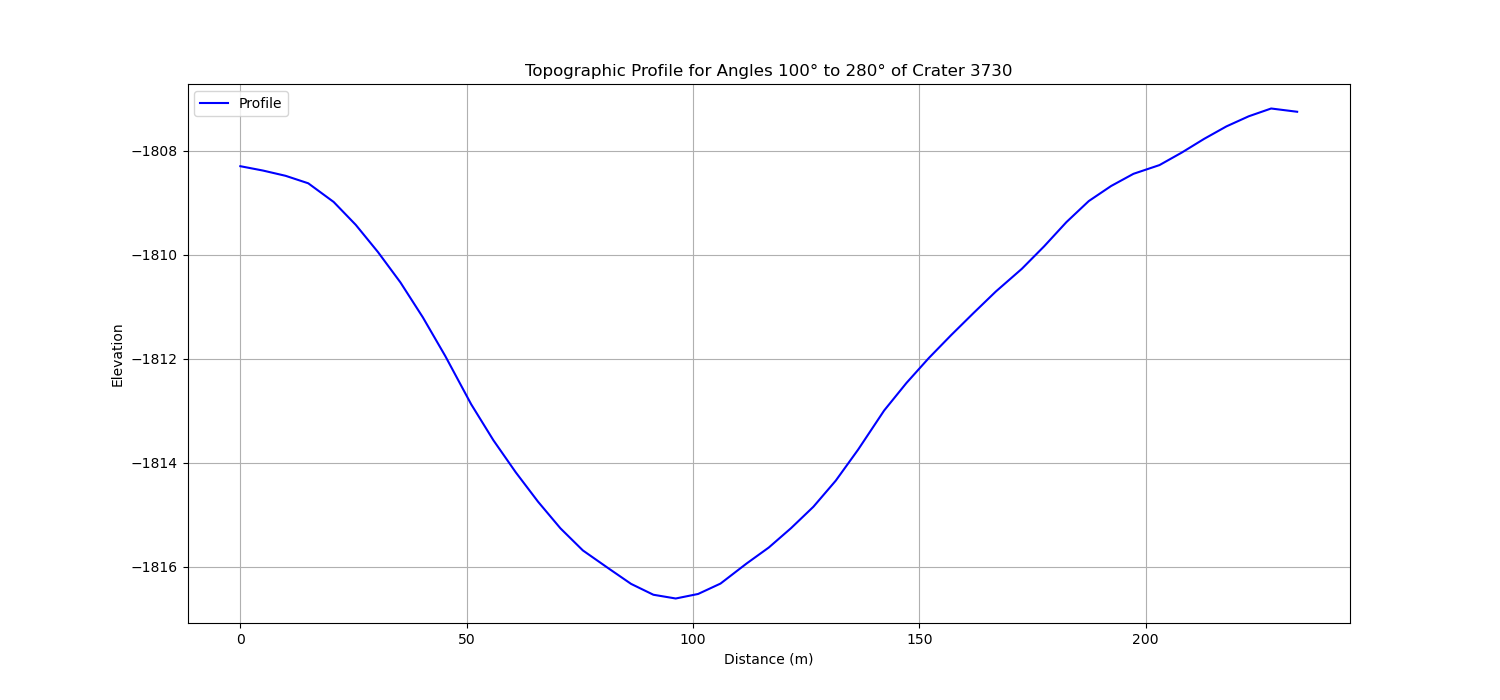 Topographic Profile for Angles 100° to 280° of Crater 3730
Profile
−1808
−1810
−1812
−1814
−1816
Elevation
0 50 100 150 200
Distance (m)